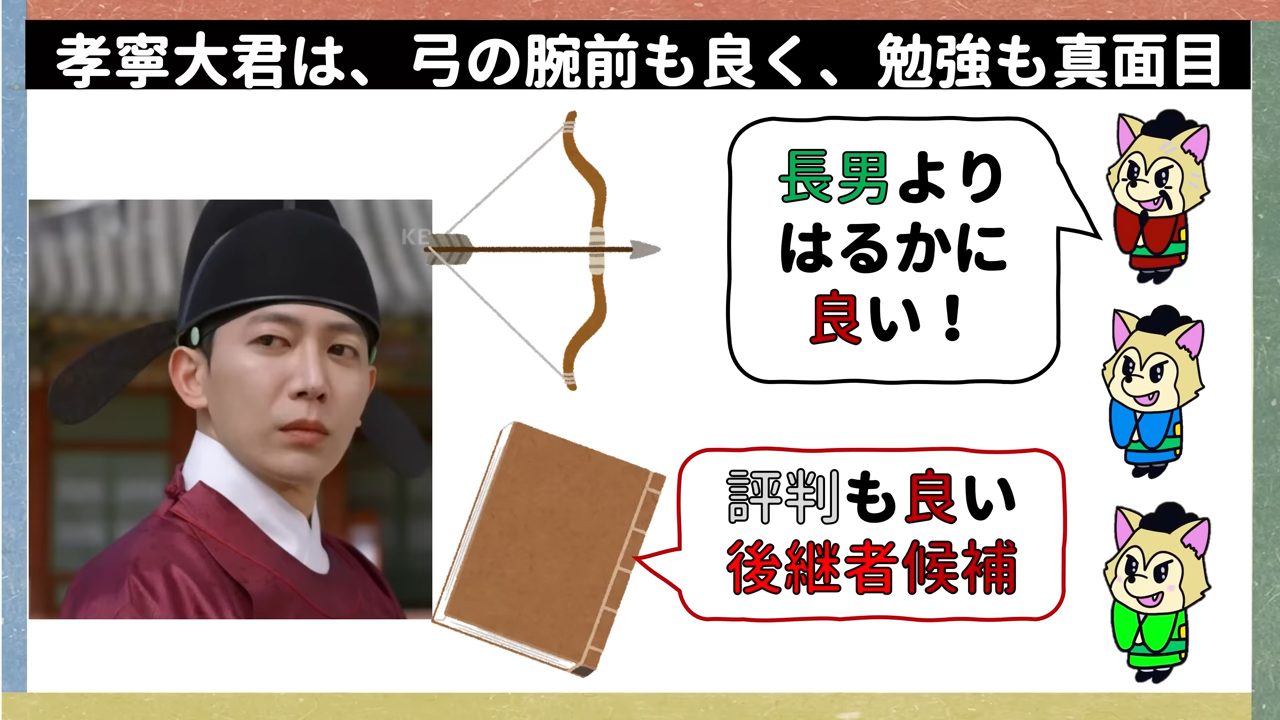 孝寧大君は、弓の腕前も良く、勉強も真面目
長男より
はるかに
良い！
評判も良い
後継者候補